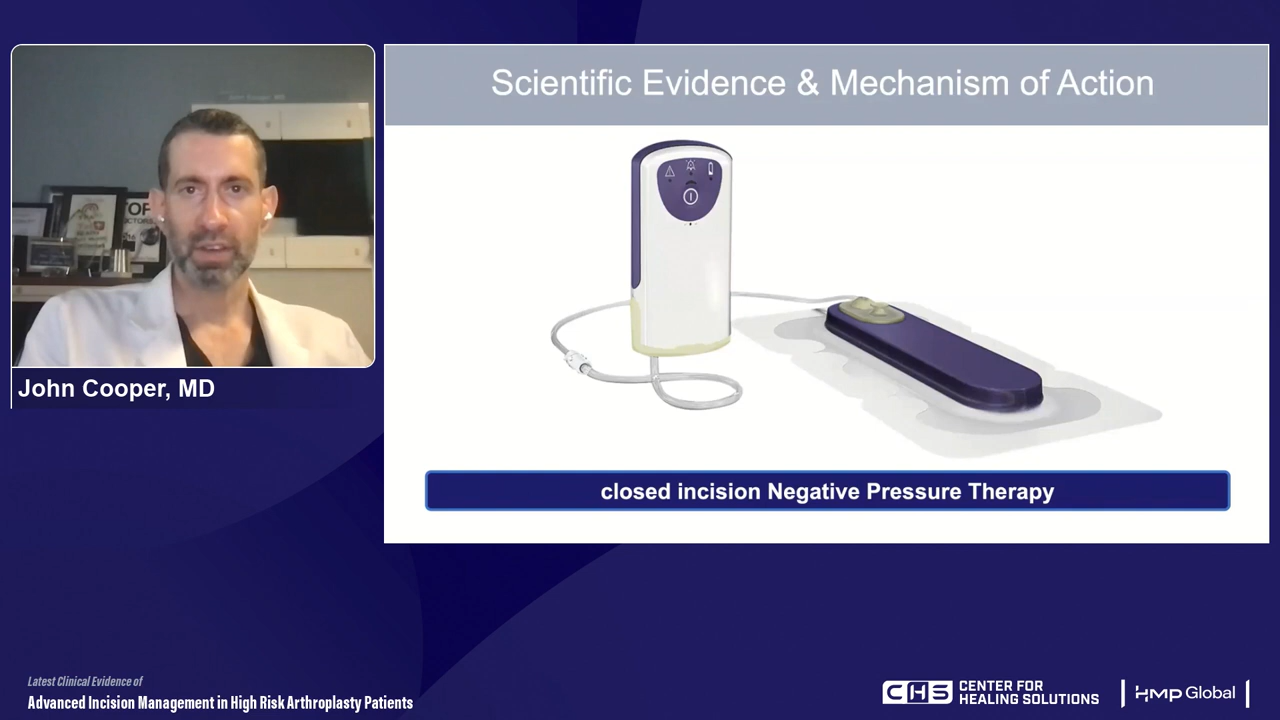 Scientific Evidence & Mechanism of Action
TOP
John Cooper, MD
closed incision Negative Pressure Therapy
Latest Clinical Evidence of
Advanced Incision Management in High Risk Arthroplasty Patients
CHS CENTER FOR
HEALING SOLUTIONS
HMP Global